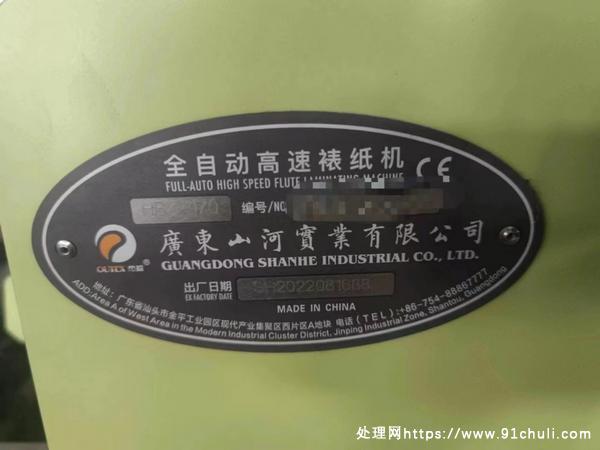 全自动高速裱纸机 CE
FULL-AUTO HIGH SPEED FLUTE LAMINATING MACHINE
编号/NO
廣東山河實業有限公司
GUANGDONG SHANHE INDUSTRIAL CO., LTD.
出厂日期
EX FACTORY DATE
MADE IN CHINA
地址:广东省汕头市金平工业园区现代产业集聚区西片区A地块 电话 (TEL):+86-754-88867777
ADD:Area A of West Area in the Modern Industrial Cluster District, Jinping Industrial Zone, Shantou, Guangdong
处理网https://www.91chuli.com/